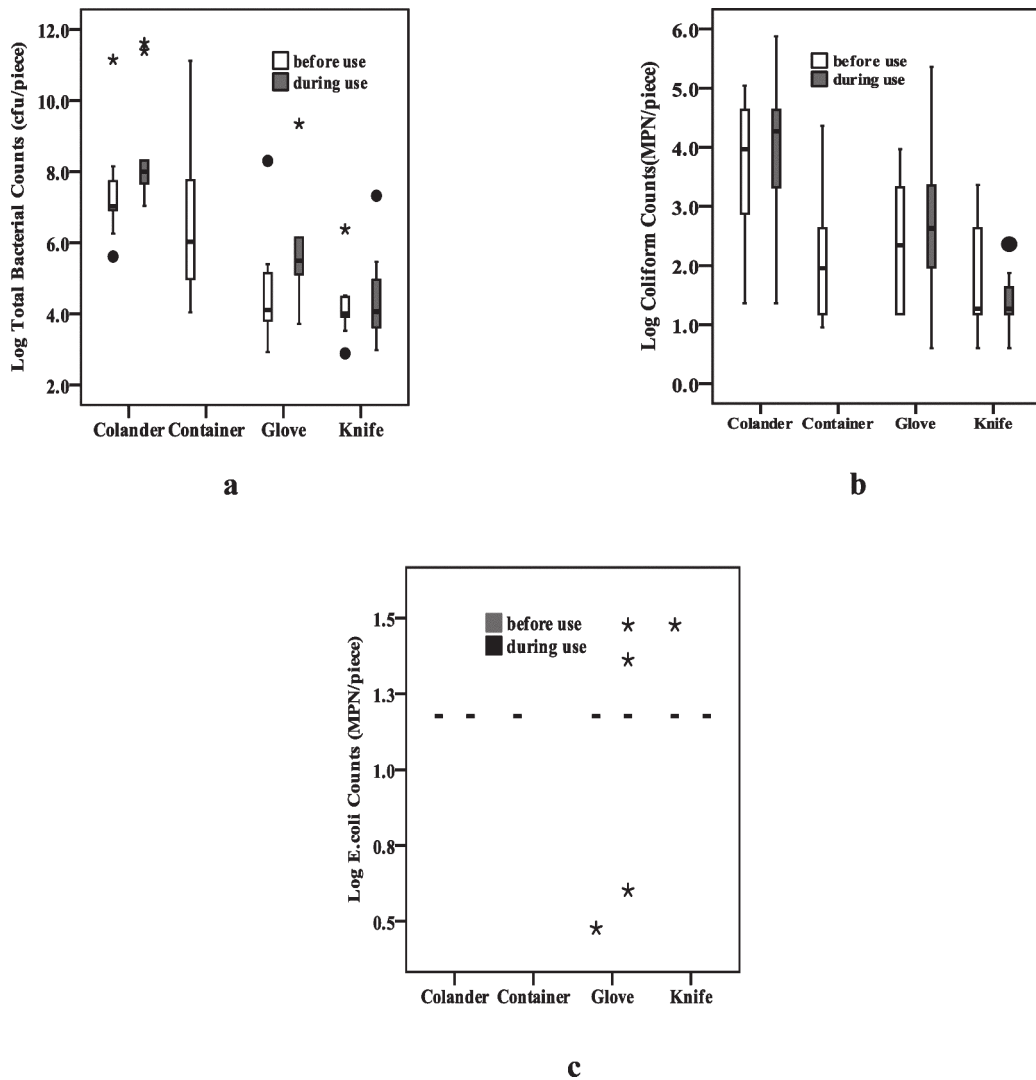 Log Total Bacterial Counts (cfu/piece)
12.0
10.0
8.0
6.0
4.0
2.0
before use
during use
Colander Container Glove Knife
a
Log Coliform Counts(MPN/piece)
6.0
5.0
4.0
3.0
2.0
1.0
0.0
before use
during use
Colander Container Glove Knife
b
Log E.coli Counts (MPN/piece)
1.5
1.3
1.0
0.8
0.5
before use
during use
Colander Container Glove Knife
c